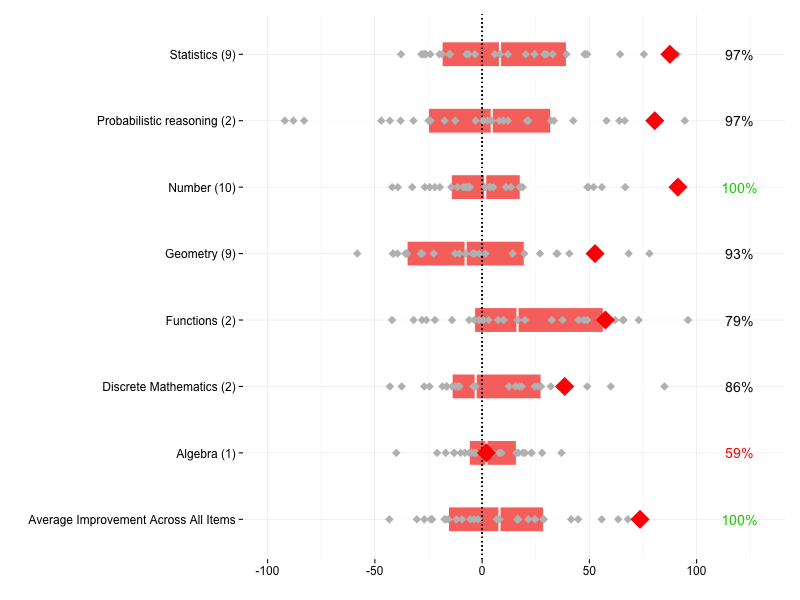 Statistics (9) 97%
Probabilistic reasoning (2) 97%
Number (10) 100%
Geometry (9) 93%
Functions (2) 79%
Discrete Mathematics (2) 86%
Algebra (1) 59%
Average Improvement Across All Items 100%
-100 -50 0 50 100